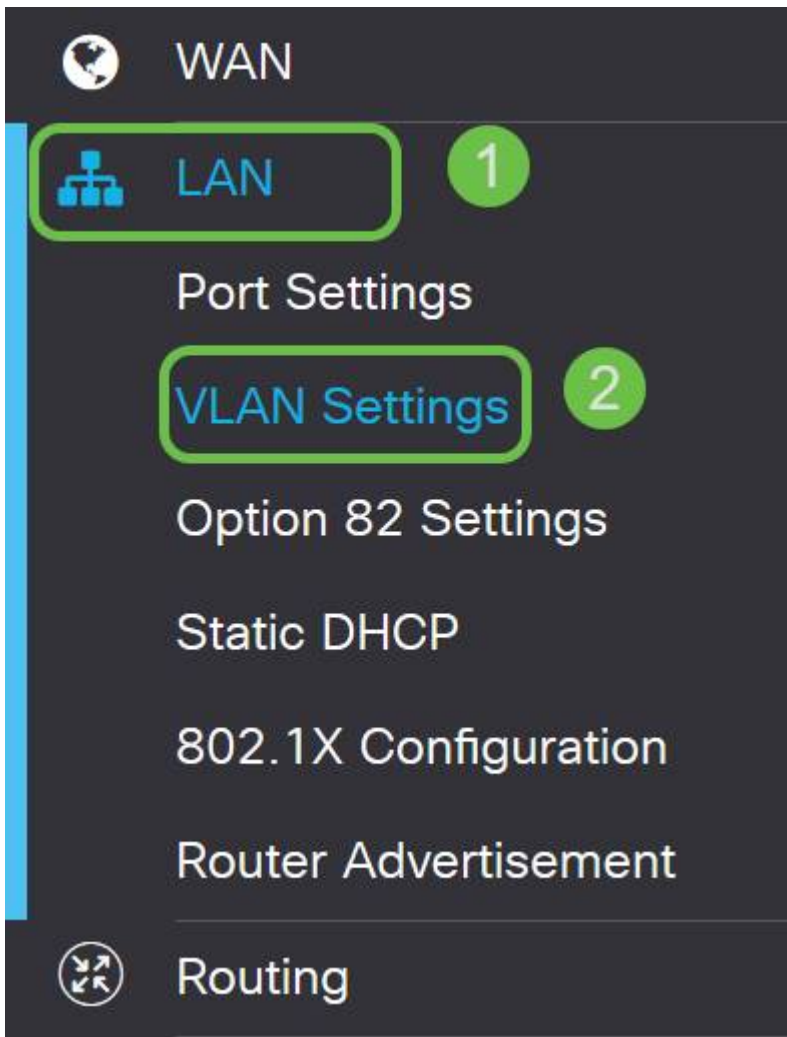 WAN
LAN 1
Port Settings
VLAN Settings 2
Option 82 Settings
Static DHCP
802.1X Configuration
Router Advertisement
Routing